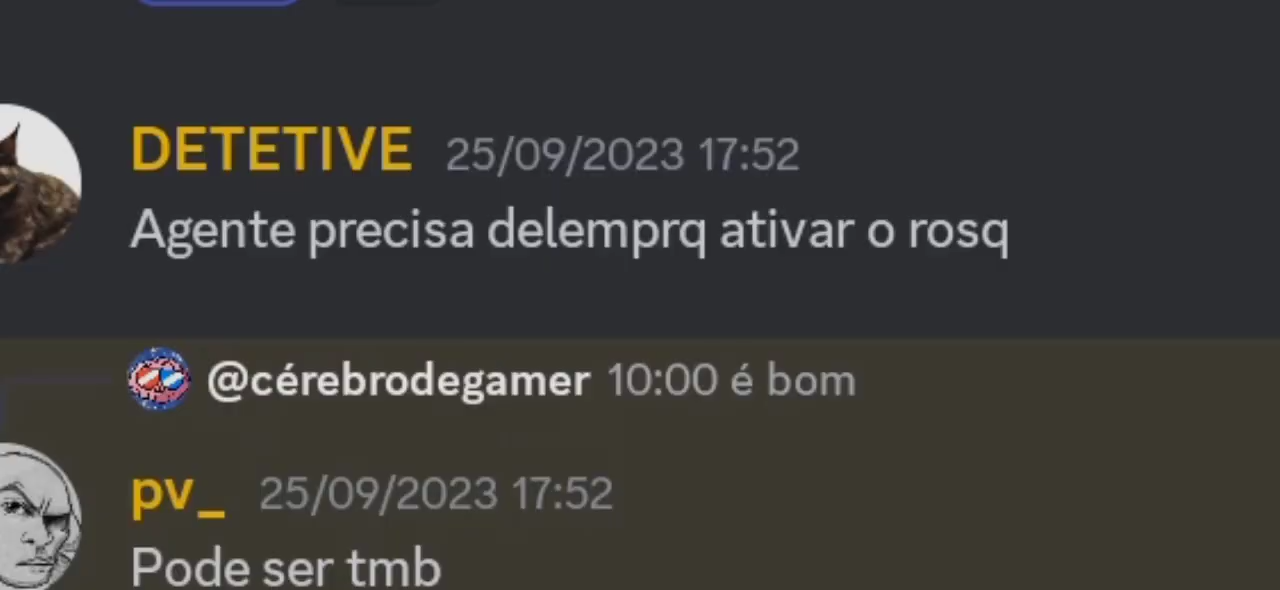 DETETIVE 25/09/2023 17:52
Agente precisa delemprq ativar o rosq
@cérebrodegamer 10:00 é bom
pv_ 25/09/2023 17:52
Pode ser tmb